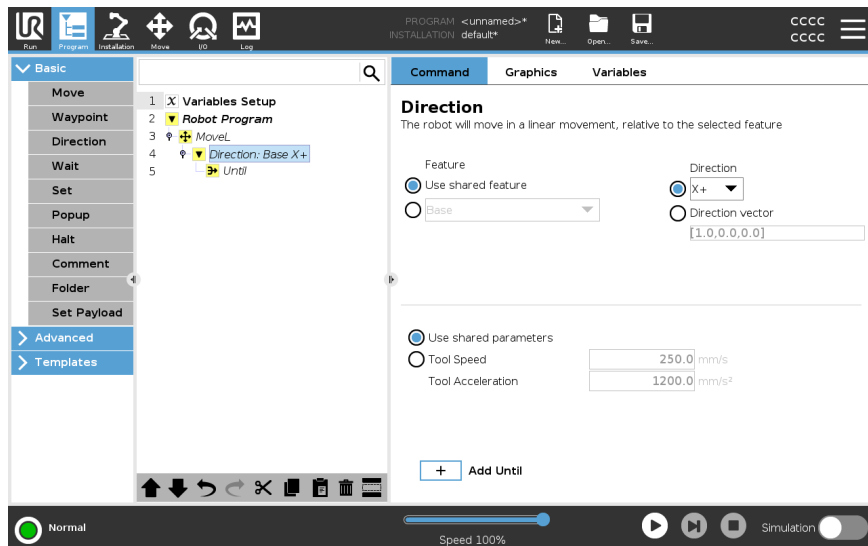 PROGRAM <unnamed>*
INSTALLATION default*
CCCC
CCCC
UR
Run
Program
Installation
Move
I/O
Log
New...
Open...
Save...
Basic
Move
Waypoint
Direction
Wait
Set
Popup
Halt
Comment
Folder
Set Payload
Advanced
Templates
1 X Variables Setup
2 Robot Program
3 MoveL
4 Direction: Base X+
5 Until
Command Graphics Variables
Direction
The robot will move in a linear movement, relative to the selected feature
Feature
Use shared feature
Base
Direction
X+
Direction vector
[1.0,0.0,0.0]
Use shared parameters
Tool Speed 250.0 mm/s
Tool Acceleration 1200.0 mm/s²
+ Add Until
Normal
Speed 100%
Simulation